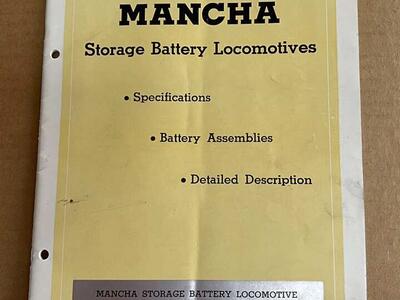 MANCHA
Storage Battery Locomotives
• Specifications
• Battery Assemblies
• Detailed Description
MANCHA STORAGE BATTERY LOCOMOTIVE